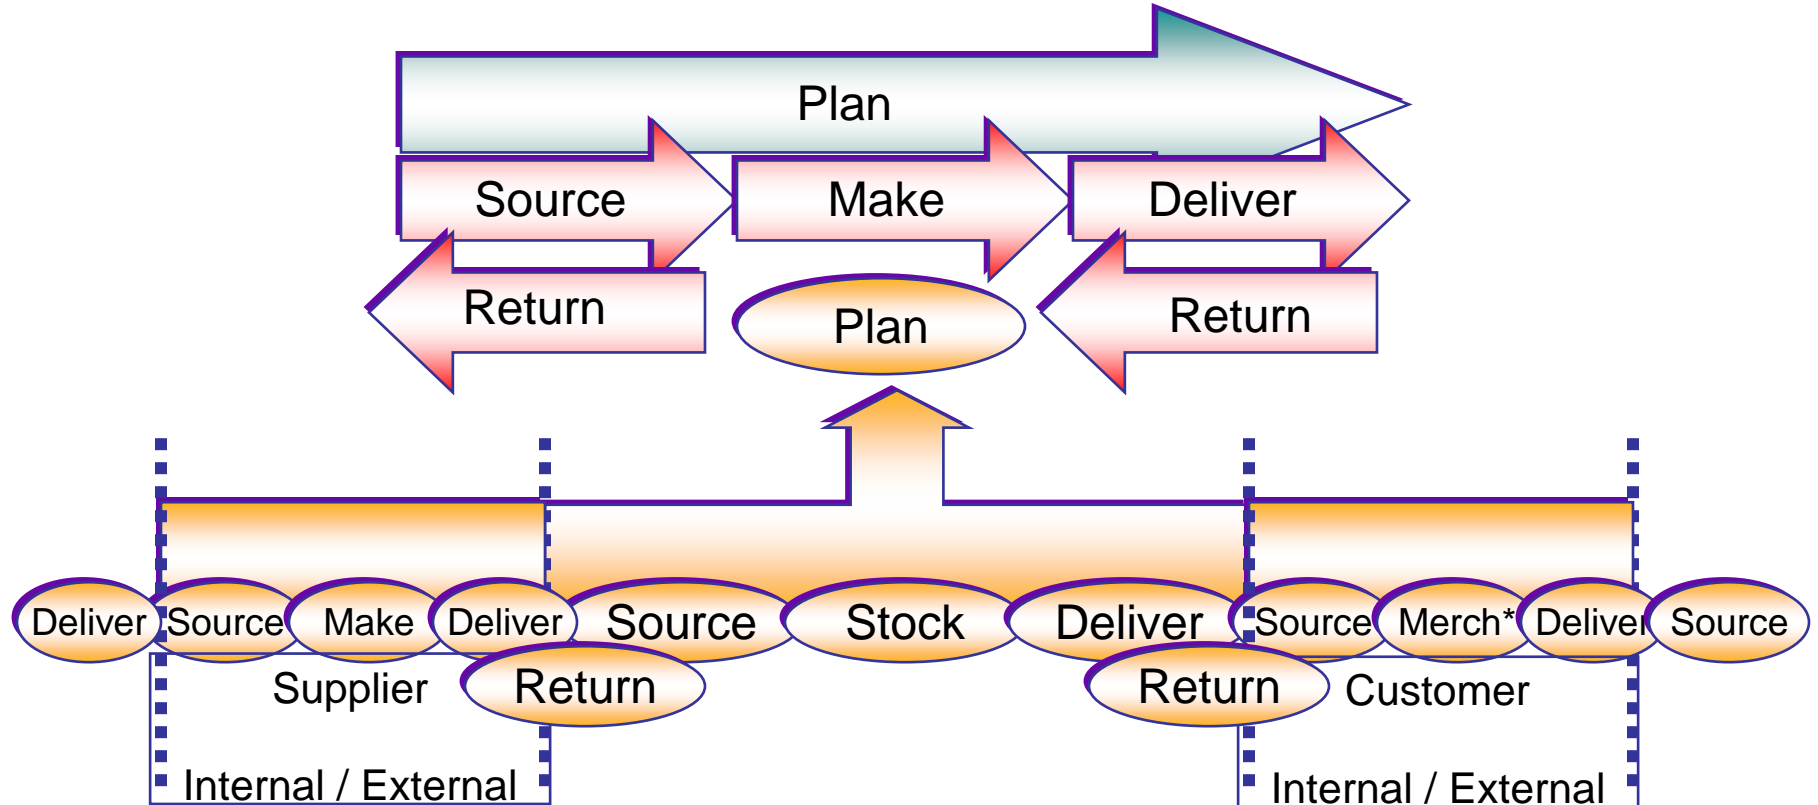 Plan
Source
Make
Deliver
Return
Plan
Return
Deliver
Source
Make
Deliver
Source
Stock
Deliver
Source
Merch*
Deliver
Source
Supplier
Return
Return
Customer
Internal / External
Internal / External